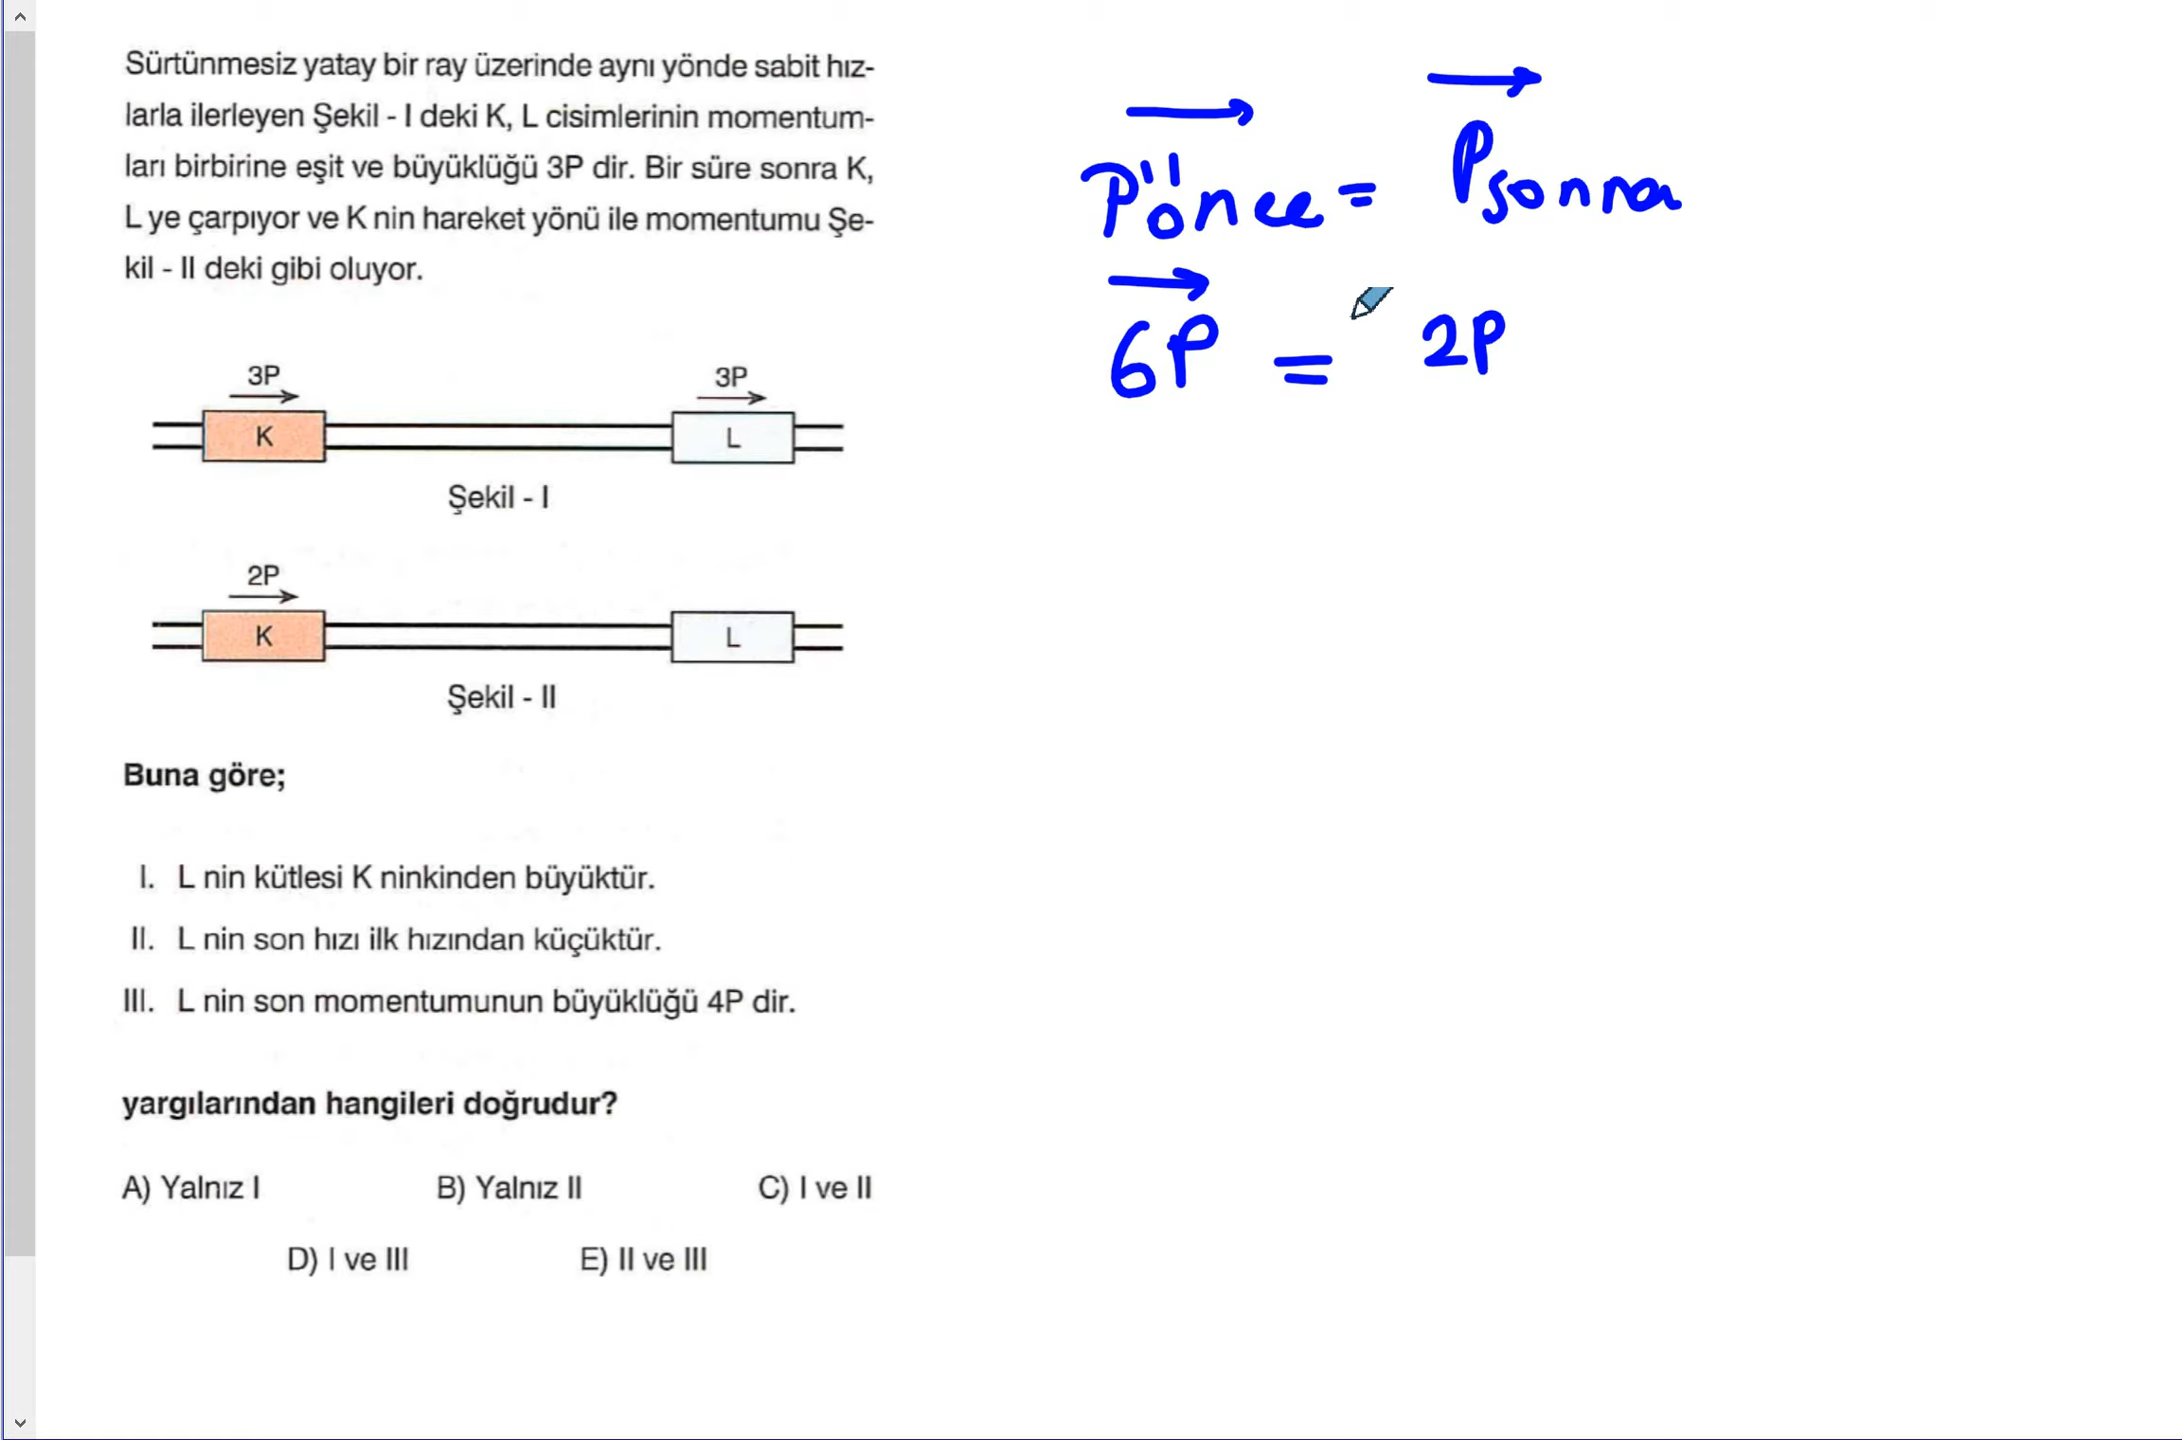 Sürtünmesiz yatay bir ray üzerinde aynı yönde sabit hız-
larla ilerleyen Şekil - I deki K, L cisimlerinin momentum-
ları birbirine eşit ve büyüklüğü 3P dir. Bir süre sonra K,
L ye çarpıyor ve K nin hareket yönü ile momentumu Şe-
kil - II deki gibi oluyor.
3P 3P
K L
Şekil - I
2P
K L
Şekil - II
Buna göre;
I. L nin kütlesi K ninkinden büyüktür.
II. L nin son hızı ilk hızından küçüktür.
III. L nin son momentumunun büyüklüğü 4P dir.
yargılarından hangileri doğrudur?
A) Yalnız I B) Yalnız II C) I ve II
D) I ve III E) II ve III
Pönce = Psonra
6P = 2P